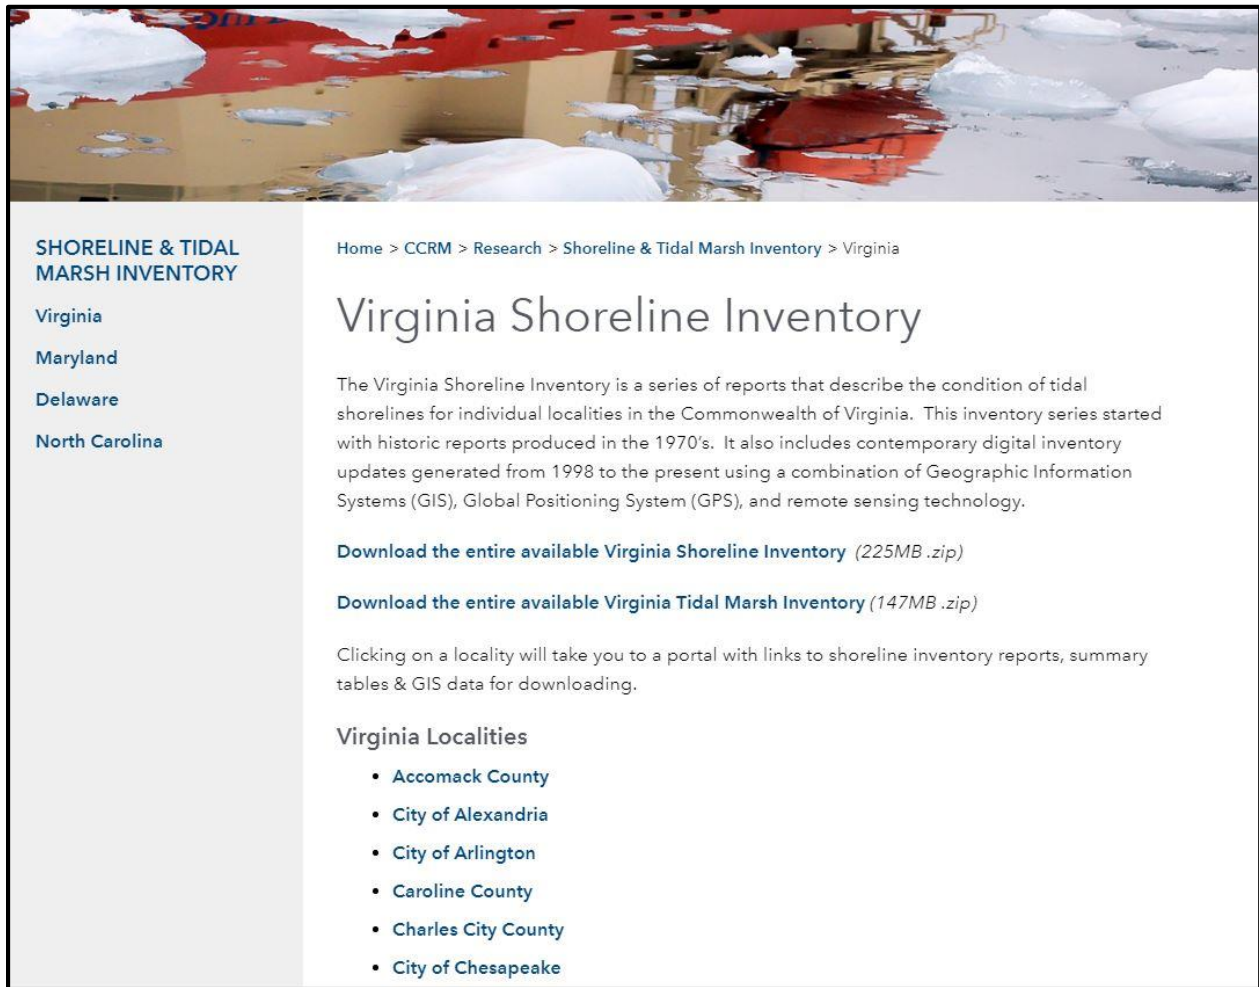 SHORELINE & TIDAL
MARSH INVENTORY
Virginia
Maryland
Delaware
North Carolina
Home > CCRM > Research > Shoreline & Tidal Marsh Inventory > Virginia
Virginia Shoreline Inventory
The Virginia Shoreline Inventory is a series of reports that describe the condition of tidal
shorelines for individual localities in the Commonwealth of Virginia.  This inventory series started
with historic reports produced in the 1970's.  It also includes contemporary digital inventory
updates generated from 1998 to the present using a combination of Geographic Information
Systems (GIS), Global Positioning System (GPS), and remote sensing technology.
Download the entire available Virginia Shoreline Inventory  (225MB .zip)
Download the entire available Virginia Tidal Marsh Inventory (147MB .zip)
Clicking on a locality will take you to a portal with links to shoreline inventory reports, summary
tables & GIS data for downloading.
Virginia Localities
• Accomack County
• City of Alexandria
• City of Arlington
• Caroline County
• Charles City County
• City of Chesapeake